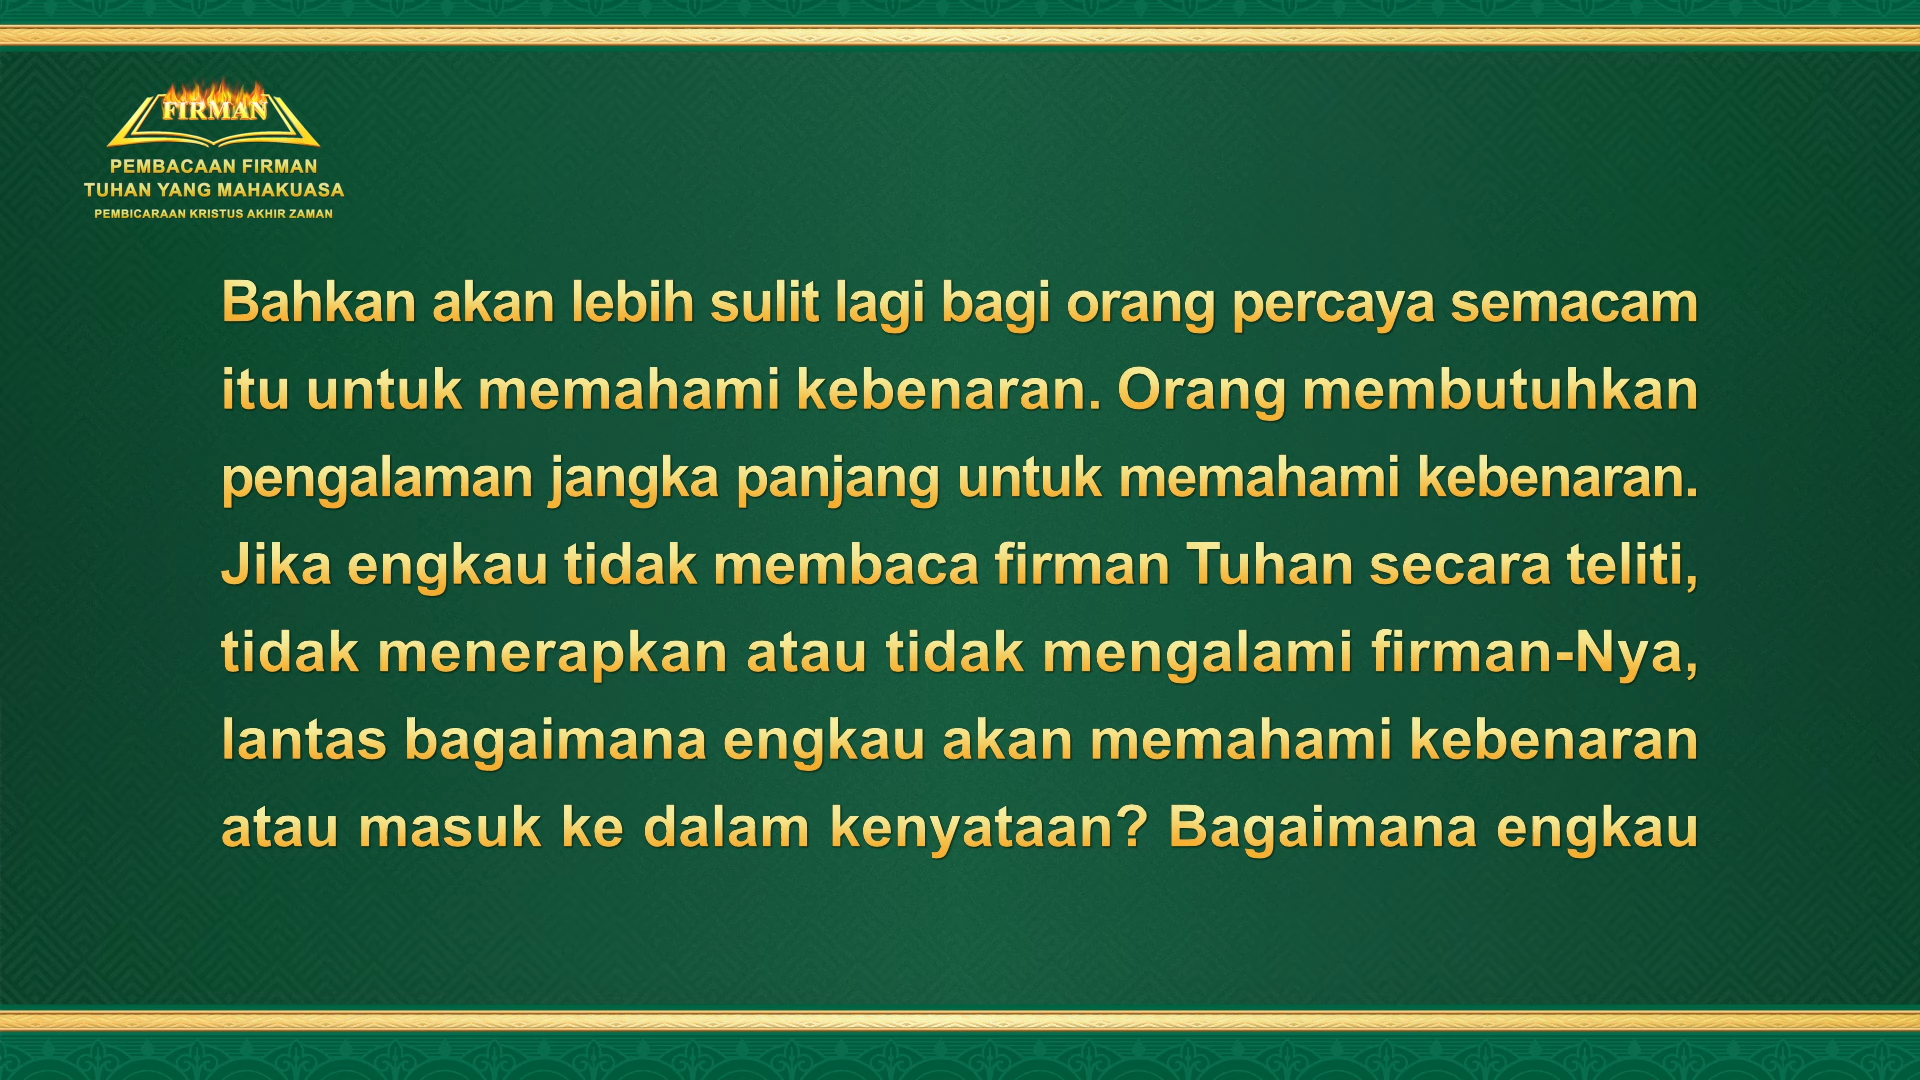 FIRMAN
PEMBACAAN FIRMAN
TUHAN YANG MAHAKUASA
PEMBICARAAN KRISTUS AKHIR ZAMAN
Bahkan akan lebih sulit lagi bagi orang percaya semacam
itu untuk memahami kebenaran. Orang membutuhkan
pengalaman jangka panjang untuk memahami kebenaran.
Jika engkau tidak membaca firman Tuhan secara teliti,
tidak menerapkan atau tidak mengalami firman-Nya,
lantas bagaimana engkau akan memahami kebenaran
atau masuk ke dalam kenyataan? Bagaimana engkau